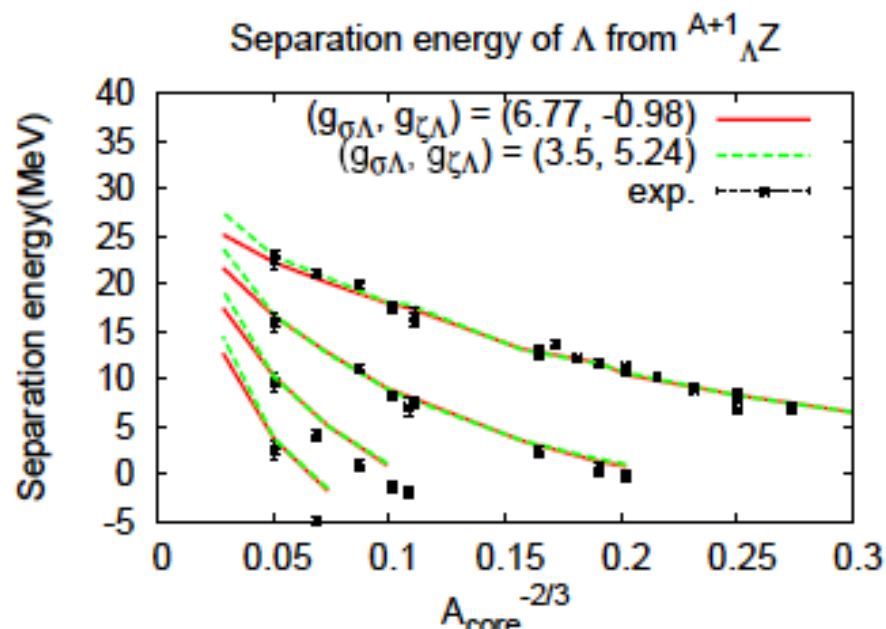 Separation energy of Λ from ᴬ⁺¹ΛZ
(gσΛ, gζΛ) = (6.77, -0.98)
(gσΛ, gζΛ) = (3.5, 5.24)
exp.
Separation energy(MeV)
40
35
30
25
20
15
10
5
0
-5
0 0.05 0.1 0.15 0.2 0.25 0.3
A_core^-2/3